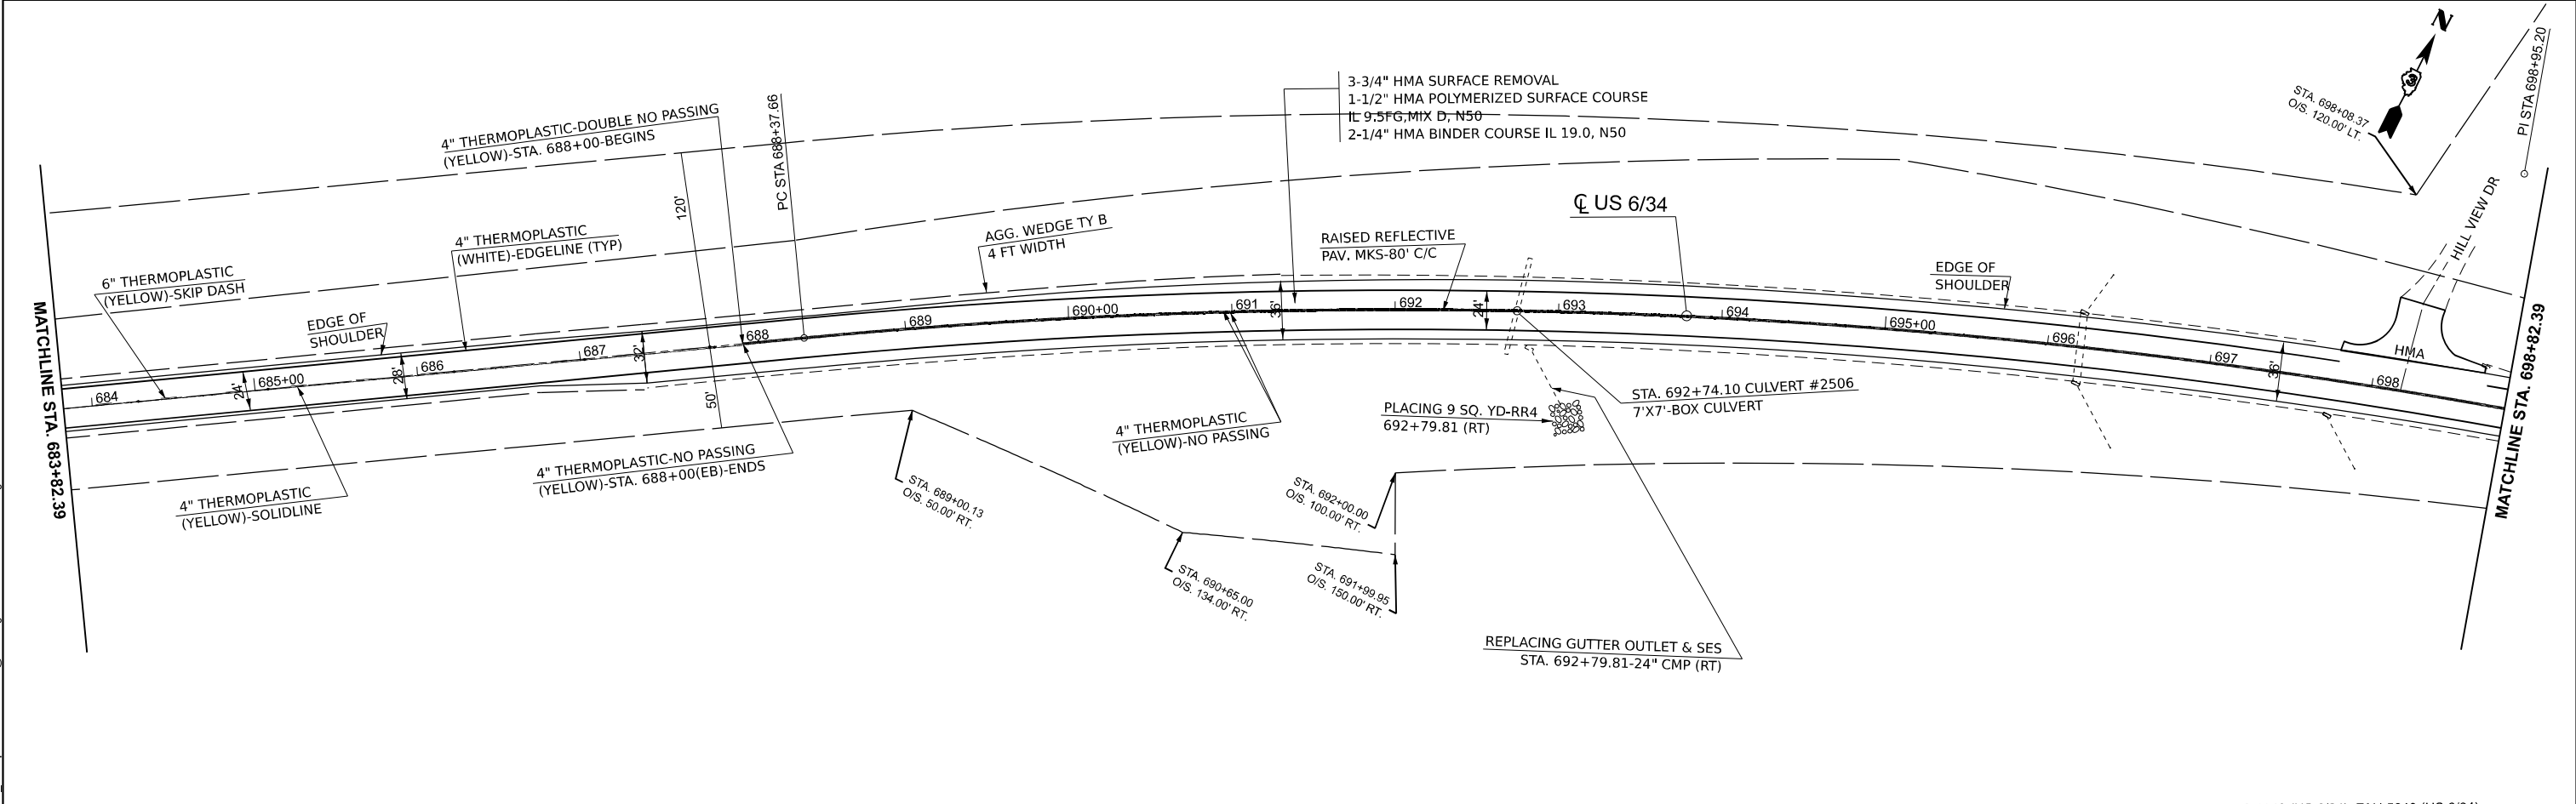 3-3/4" HMA SURFACE REMOVAL
1-1/2" HMA POLYMERIZED SURFACE COURSE
IL 9.5FG,MIX D, N50
2-1/4" HMA BINDER COURSE IL 19.0, N50
N
3
PI STA 698+95.20
STA. 698+08.37
O/S. 120.00' LT.
4" THERMOPLASTIC-DOUBLE NO PASSING
(YELLOW)-STA. 688+00-BEGINS
PC STA 688+37.66
120'
4" THERMOPLASTIC
(WHITE)-EDGELINE (TYP)
AGG. WEDGE TY B
4 FT WIDTH
RAISED REFLECTIVE
PAV. MKS-80' C/C
℄ US 6/34
HILL VIEW DR
EDGE OF
SHOULDER
6" THERMOPLASTIC
(YELLOW)-SKIP DASH
EDGE OF
SHOULDER
MATCHLINE STA. 683+82.39
684
24'
685+00
28'
686
687
32'
688
689
690+00
691
36'
692
24'
693
694
695+00
696
697
36'
698
HMA
MATCHLINE STA. 698+82.39
50'
4" THERMOPLASTIC
(YELLOW)-SOLIDLINE
4" THERMOPLASTIC-NO PASSING
(YELLOW)-STA. 688+00(EB)-ENDS
4" THERMOPLASTIC
(YELLOW)-NO PASSING
PLACING 9 SQ. YD-RR4
692+79.81 (RT)
STA. 692+74.10 CULVERT #2506
7'X7'-BOX CULVERT
STA. 689+00.13
O/S. 50.00' RT.
STA. 690+65.00
O/S. 134.00' RT.
STA. 692+00.00
O/S. 100.00' RT.
STA. 691+99.95
O/S. 150.00' RT.
REPLACING GUTTER OUTLET & SES
STA. 692+79.81-24" CMP (RT)